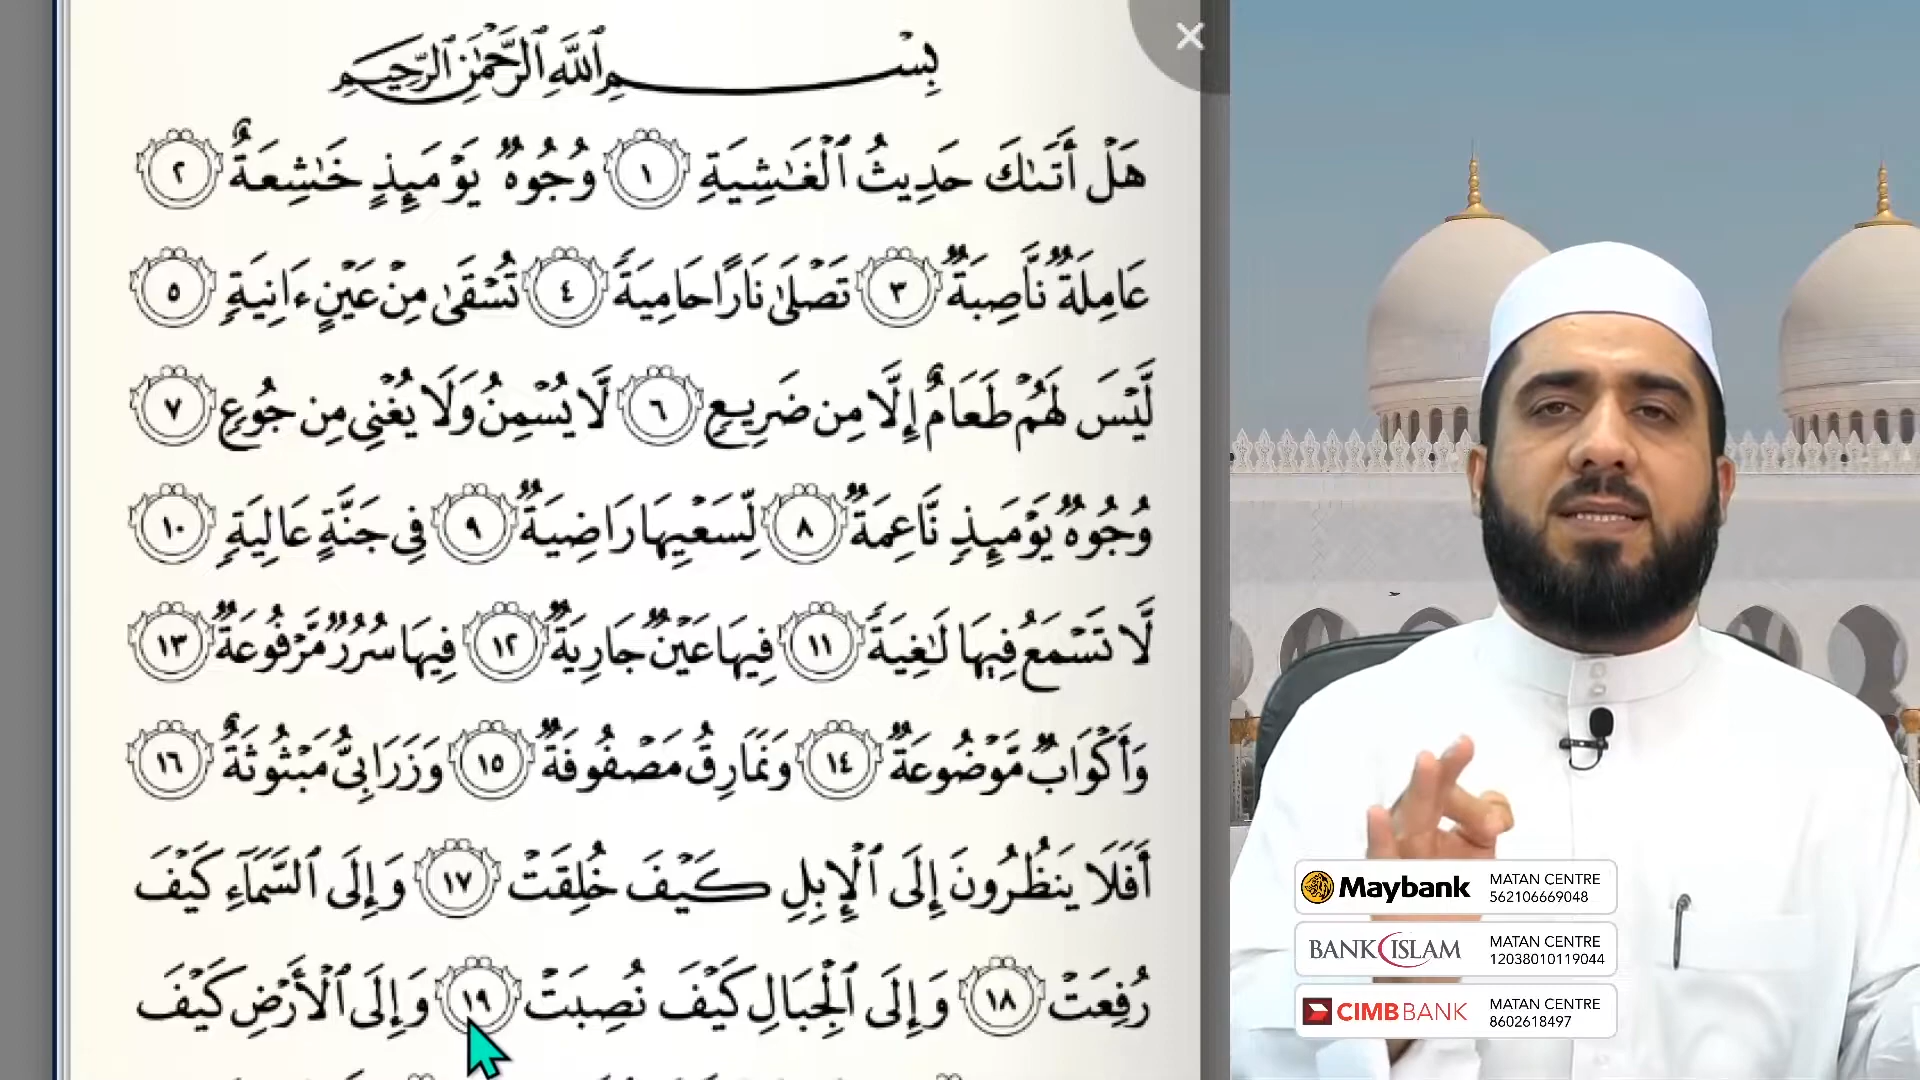 بِسْمِ ٱللَّهِ ٱلرَّحْمَٰنِ ٱلرَّحِيمِ
هَلْ أَتَىٰكَ حَدِيثُ ٱلْغَٰشِيَةِ ١ وُجُوهٌ يَوْمَئِذٍ خَٰشِعَةٌ ٢
عَامِلَةٌ نَّاصِبَةٌ ٣ تَصْلَىٰ نَارًا حَامِيَةً ٤ تُسْقَىٰ مِنْ عَيْنٍ ءَانِيَةٍ ٥
لَّيْسَ لَهُمْ طَعَامٌ إِلَّا مِن ضَرِيعٍ ٦ لَّا يُسْمِنُ وَلَا يُغْنِى مِن جُوعٍ ٧
وُجُوهٌ يَوْمَئِذٍ نَّاعِمَةٌ ٨ لِّسَعْيِهَا رَاضِيَةٌ ٩ فِى جَنَّةٍ عَالِيَةٍ ١٠
لَّا تَسْمَعُ فِيهَا لَٰغِيَةً ١١ فِيهَا عَيْنٌ جَارِيَةٌ ١٢ فِيهَا سُرُرٌ مَّرْفُوعَةٌ ١٣
وَأَكْوَابٌ مَّوْضُوعَةٌ ١٤ وَنَمَارِقُ مَصْفُوفَةٌ ١٥ وَزَرَابِىُّ مَبْثُوثَةٌ ١٦
أَفَلَا يَنظُرُونَ إِلَى ٱلْإِبِلِ كَيْفَ خُلِقَتْ ١٧ وَإِلَى ٱلسَّمَآءِ كَيْفَ
رُفِعَتْ ١٨ وَإِلَى ٱلْجِبَالِ كَيْفَ نُصِبَتْ ١٩ وَإِلَى ٱلْأَرْضِ كَيْفَ
Maybank
MATAN CENTRE
562106669048
BANK ISLAM
MATAN CENTRE
12038010119044
CIMB BANK
MATAN CENTRE
8602618497